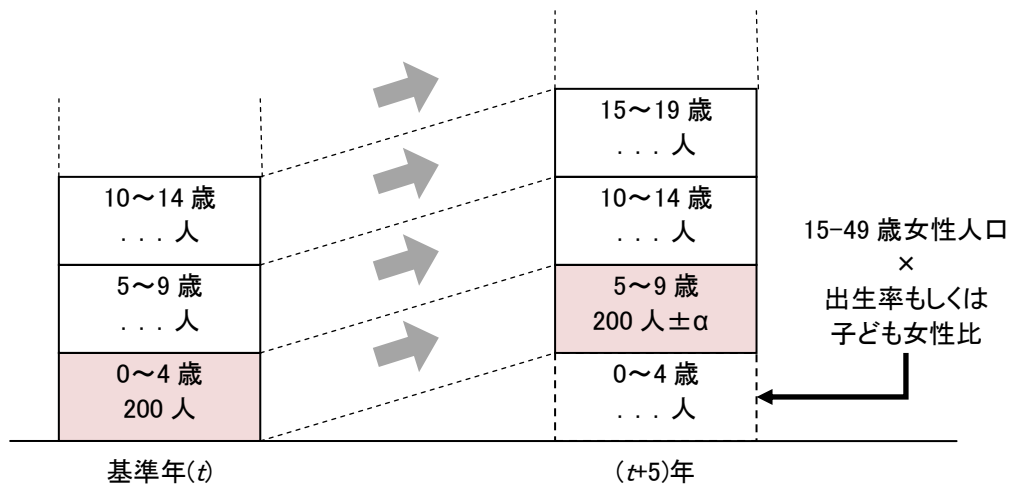 10～14 歳
. . . 人
5～9 歳
. . . 人
0～4 歳
200 人
基準年(t)
15～19 歳
. . . 人
10～14 歳
. . . 人
5～9 歳
200 人±α
0～4 歳
. . . 人
(t+5)年
15-49 歳女性人口
×
出生率もしくは
子ども女性比